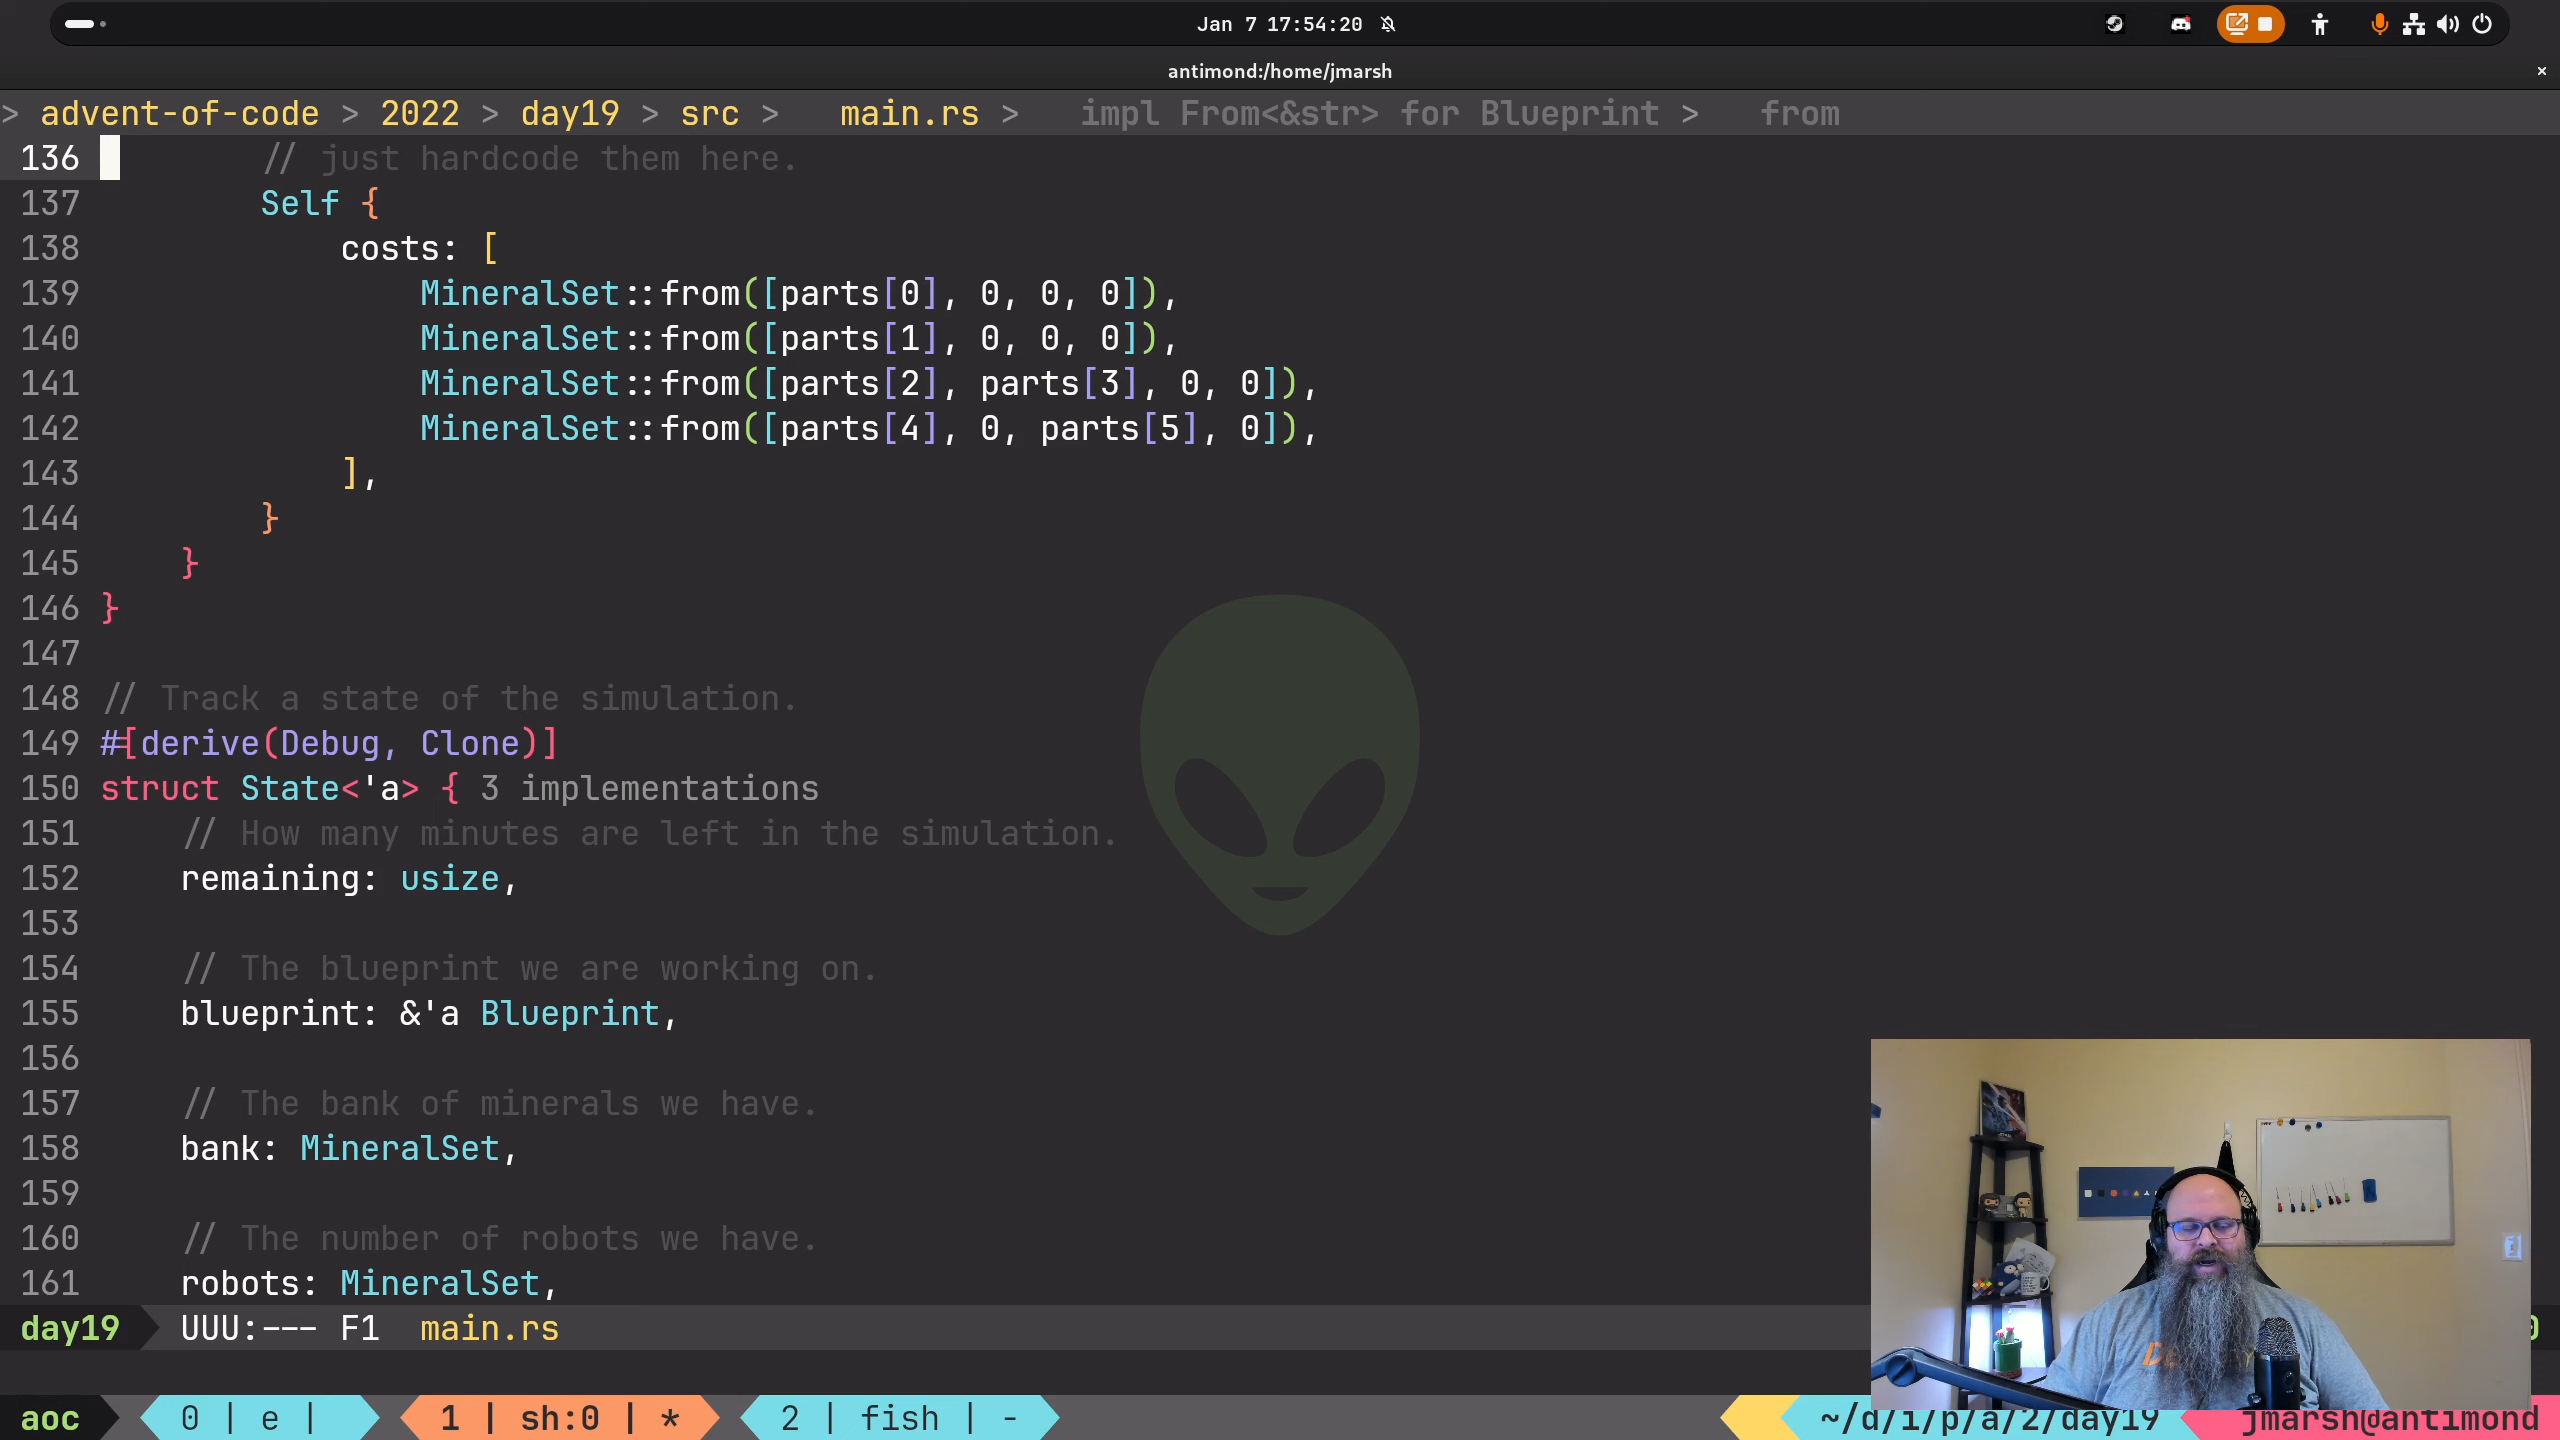 Jan 7 17:54:20
antimond:/home/jmarsh
> advent-of-code > 2022 > day19 > src > main.rs > impl From<&str> for Blueprint > from
136 // just hardcode them here.
137 Self {
138 costs: [
139 MineralSet::from([parts[0], 0, 0, 0]),
140 MineralSet::from([parts[1], 0, 0, 0]),
141 MineralSet::from([parts[2], parts[3], 0, 0]),
142 MineralSet::from([parts[4], 0, parts[5], 0]),
143 ],
144 }
145 }
146 }
147
148 // Track a state of the simulation.
149 #[derive(Debug, Clone)]
150 struct State<'a> { 3 implementations
151 // How many minutes are left in the simulation.
152 remaining: usize,
153
154 // The blueprint we are working on.
155 blueprint: &'a Blueprint,
156
157 // The bank of minerals we have.
158 bank: MineralSet,
159
160 // The number of robots we have.
161 robots: MineralSet,
day19 UUU:--- F1 main.rs
aoc 0 | e | 1 | sh:0 | * 2 | fish | - ~/d/i/p/a/2/day19 jmarsh@antimond